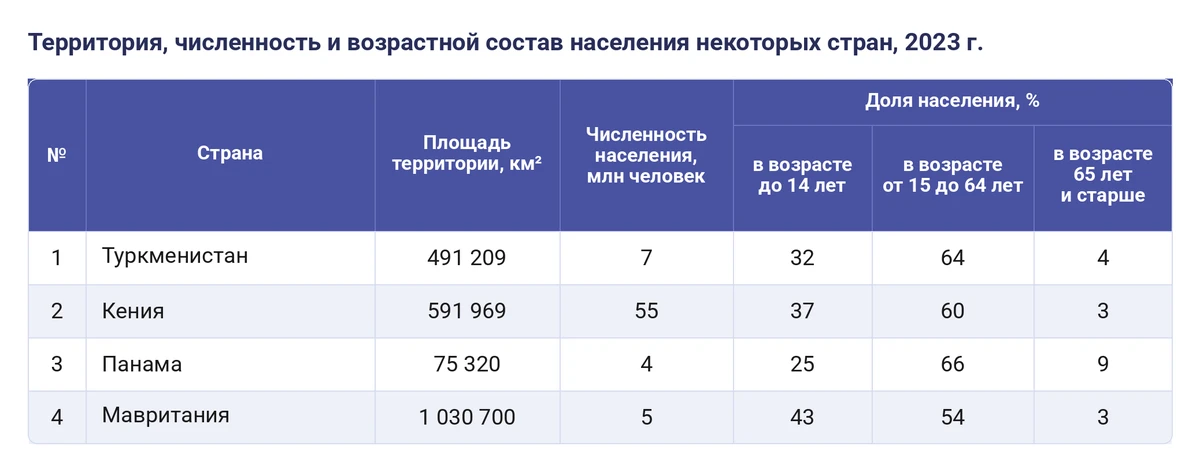 Территория, численность и возрастной состав населения некоторых стран, 2023 г.
№
Страна
Площадь
территории, км²
Численность
населения,
млн человек
Доля населения, %
в возрасте
до 14 лет
в возрасте
от 15 до 64 лет
в возрасте
65 лет
и старше
1 Туркменистан 491 209 7 32 64 4
2 Кения 591 969 55 37 60 3
3 Панама 75 320 4 25 66 9
4 Мавритания 1 030 700 5 43 54 3